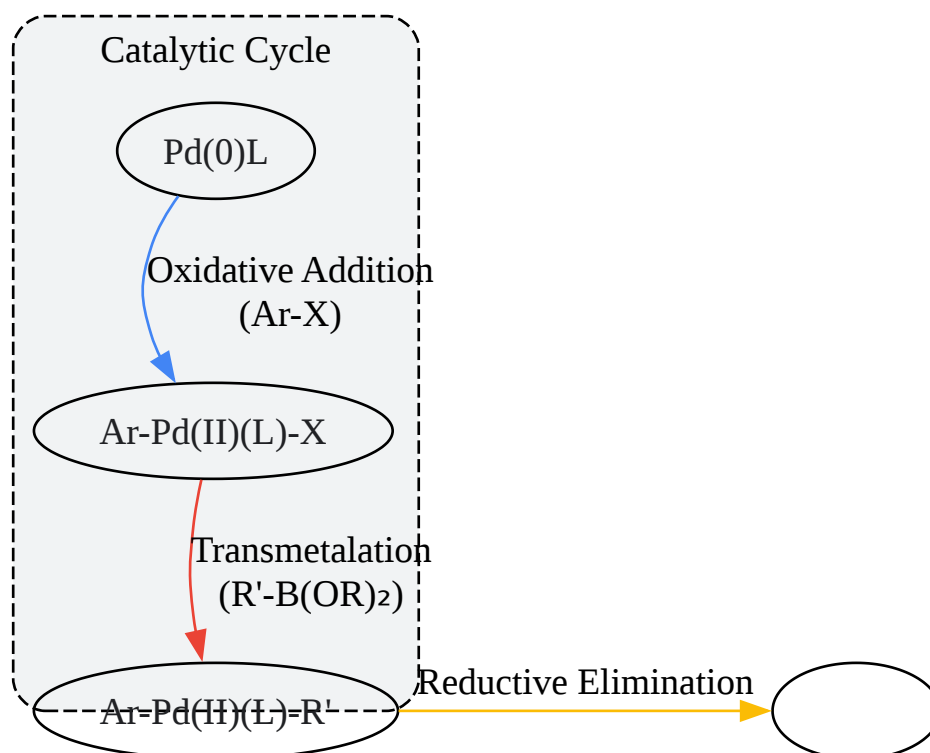 Catalytic Cycle
Pd(0)L
Oxidative Addition
(Ar-X)
Ar-Pd(II)(L)-X
Transmetalation
(R'-B(OR)₂)
Reductive Elimination
Ar-Pd(II)(L)-R'